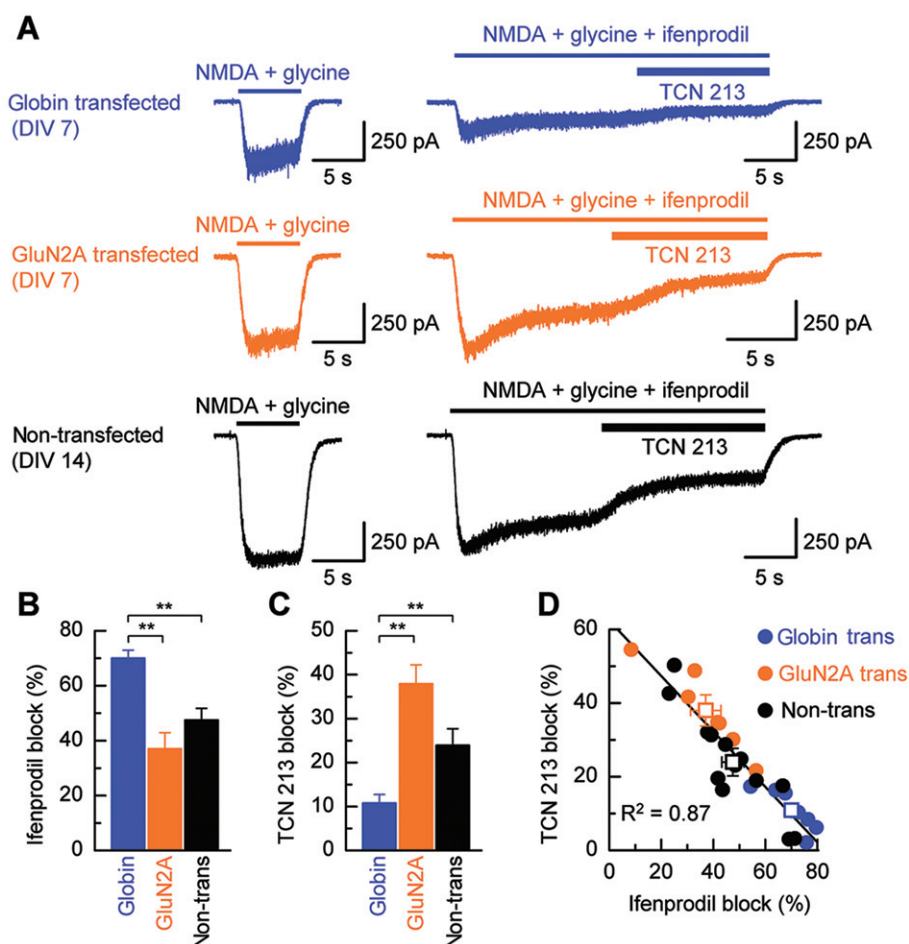 A
NMDA + glycine + ifenprodil
NMDA + glycine
TCN 213
Globin transfected
(DIV 7)
250 pA
250 pA
5 s
5 s
NMDA + glycine + ifenprodil
NMDA + glycine
TCN 213
GluN2A transfected
(DIV 7)
250 pA
250 pA
5 s
5 s
NMDA + glycine + ifenprodil
NMDA + glycine
TCN 213
Non-transfected
(DIV 14)
250 pA
250 pA
5 s
5 s
B
**
**
80
60
40
20
0
Ifenprodil block (%)
Globin
GluN2A
Non-trans
C
**
**
50
40
30
20
10
0
TCN 213 block (%)
Globin
GluN2A
Non-trans
D
Globin trans
GluN2A trans
Non-trans
60
40
20
0
TCN 213 block (%)
R² = 0.87
0 20 40 60 80
Ifenprodil block (%)